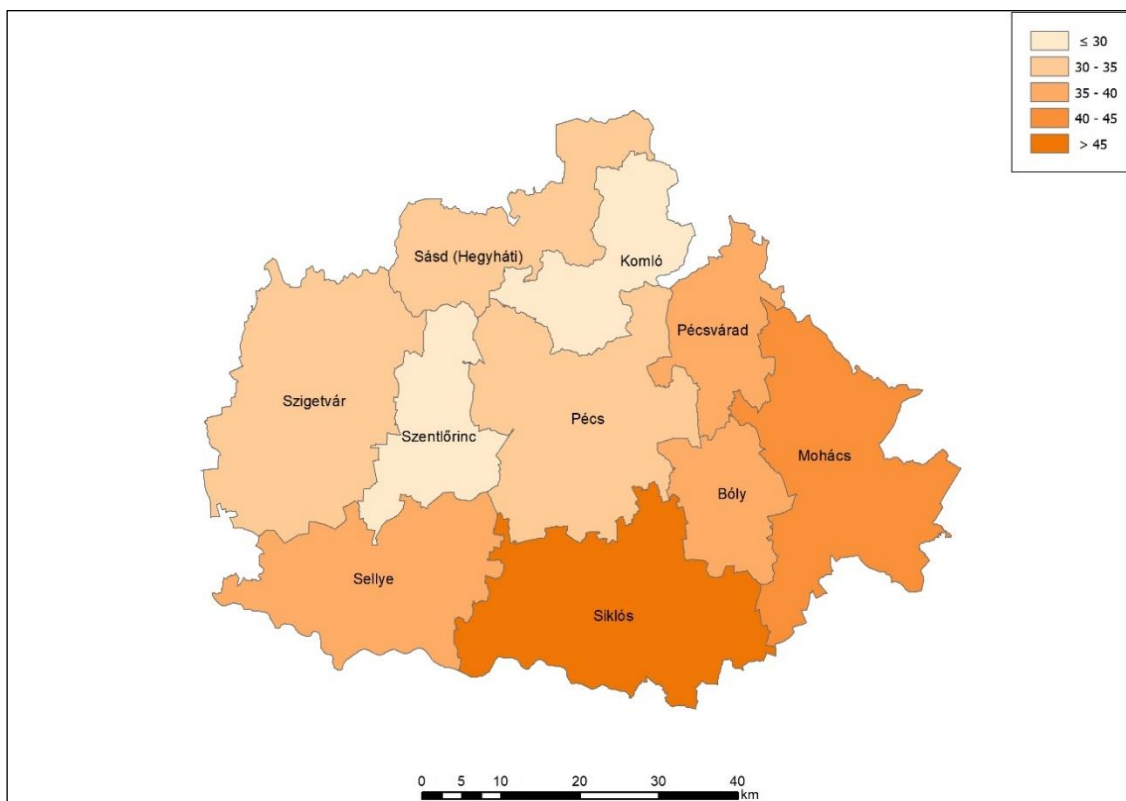 ≤ 30
30 - 35
35 - 40
40 - 45
> 45
Sásd (Hegyháti)
Komló
Pécsvárad
Szigetvár
Szentlőrinc
Pécs
Mohács
Bóly
Sellye
Siklós
0 5 10 20 30 40
km